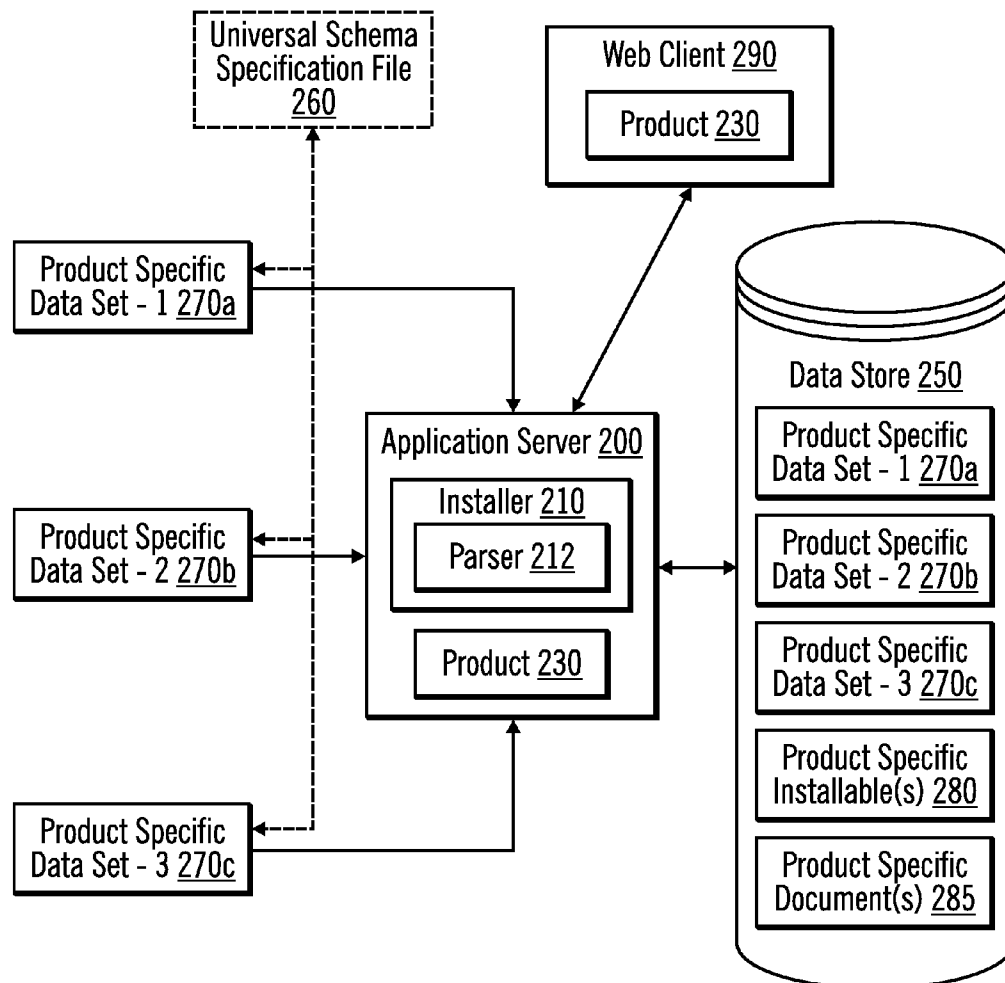 Universal Schema
Specification File
260
Web Client 290
Product 230
Product Specific
Data Set - 1 270a
Product Specific
Data Set - 2 270b
Product Specific
Data Set - 3 270c
Application Server 200
Installer 210
Parser 212
Product 230
Data Store 250
Product Specific
Data Set - 1 270a
Product Specific
Data Set - 2 270b
Product Specific
Data Set - 3 270c
Product Specific
Installable(s) 280
Product Specific
Document(s) 285